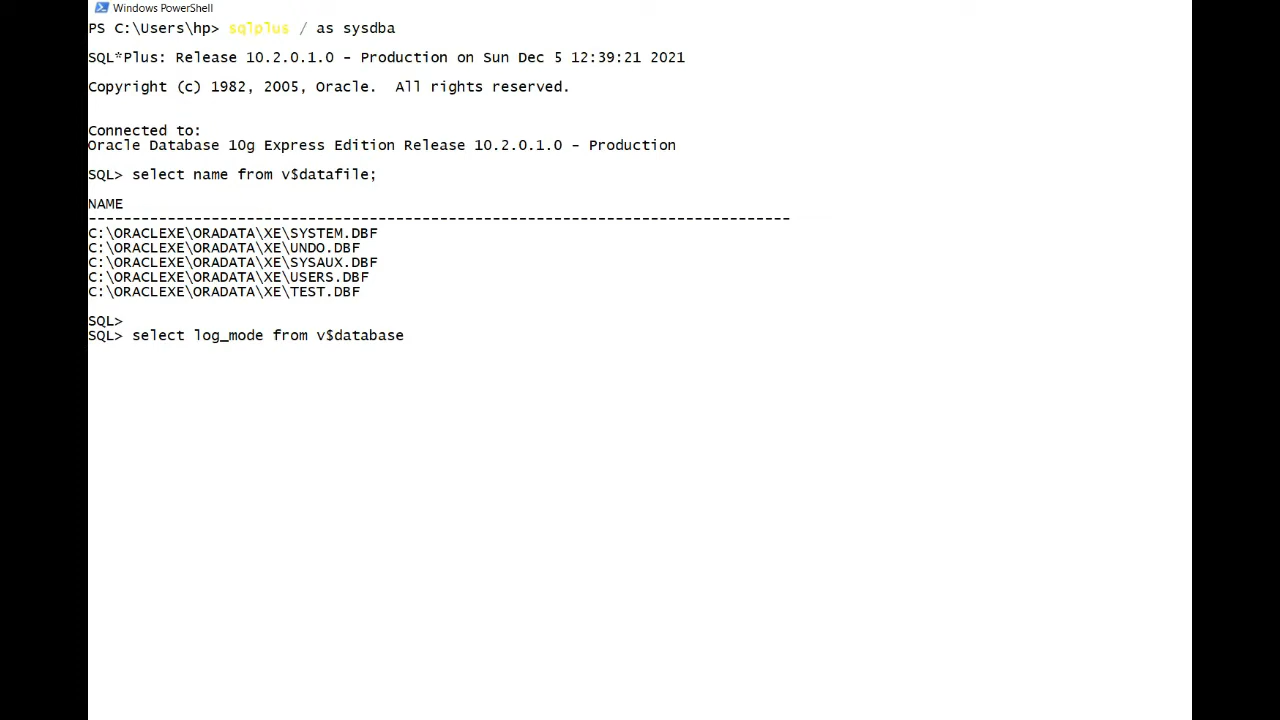 Windows PowerShell
PS C:\Users\hp> sqlplus / as sysdba
SQL*Plus: Release 10.2.0.1.0 - Production on Sun Dec 5 12:39:21 2021
Copyright (c) 1982, 2005, Oracle.  All rights reserved.
Connected to:
Oracle Database 10g Express Edition Release 10.2.0.1.0 - Production
SQL> select name from v$datafile;
NAME
--------------------------------------------------------------------------------
C:\ORACLEXE\ORADATA\XE\SYSTEM.DBF
C:\ORACLEXE\ORADATA\XE\UNDO.DBF
C:\ORACLEXE\ORADATA\XE\SYSAUX.DBF
C:\ORACLEXE\ORADATA\XE\USERS.DBF
C:\ORACLEXE\ORADATA\XE\TEST.DBF
SQL>
SQL> select log_mode from v$database